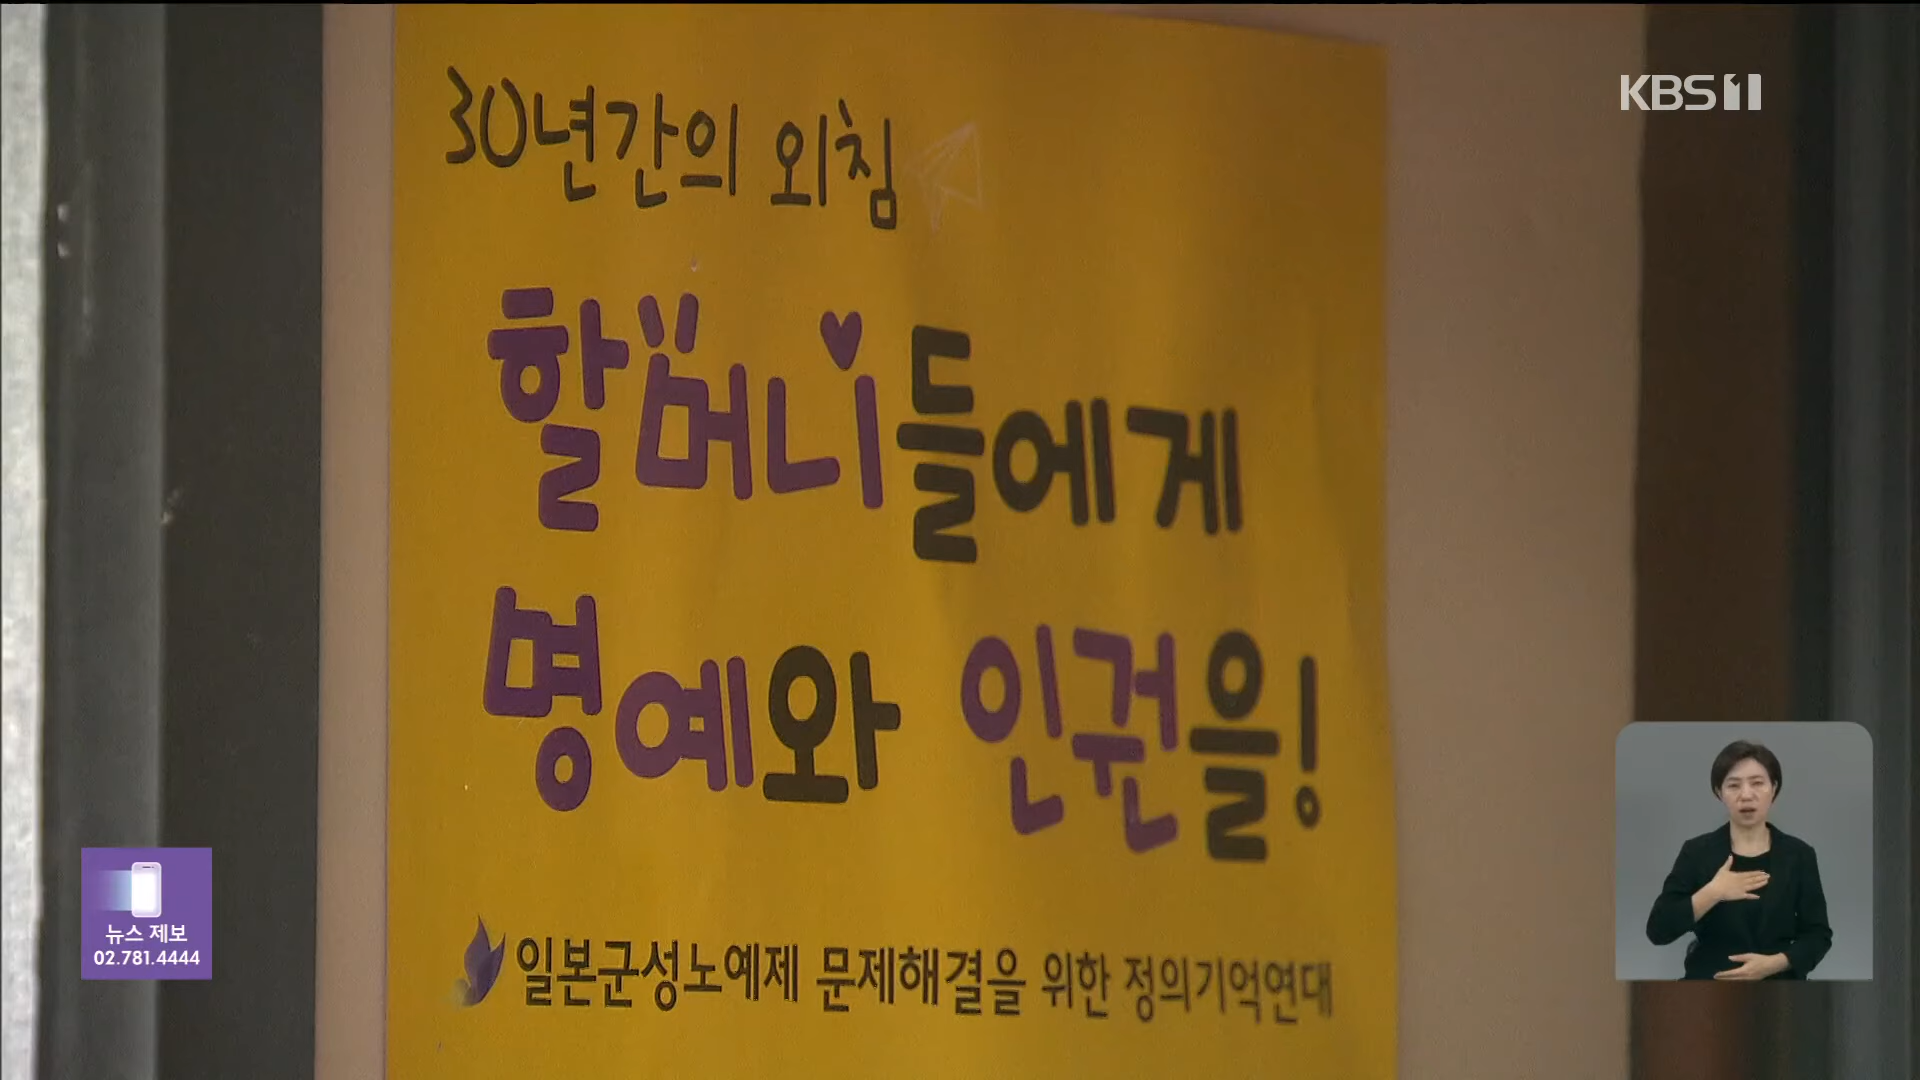 KBS 1
30년간의 외침
할머니들에게
명예와 인권을!
일본군성노예제 문제해결을 위한 정의기억연대
뉴스 제보
02.781.4444